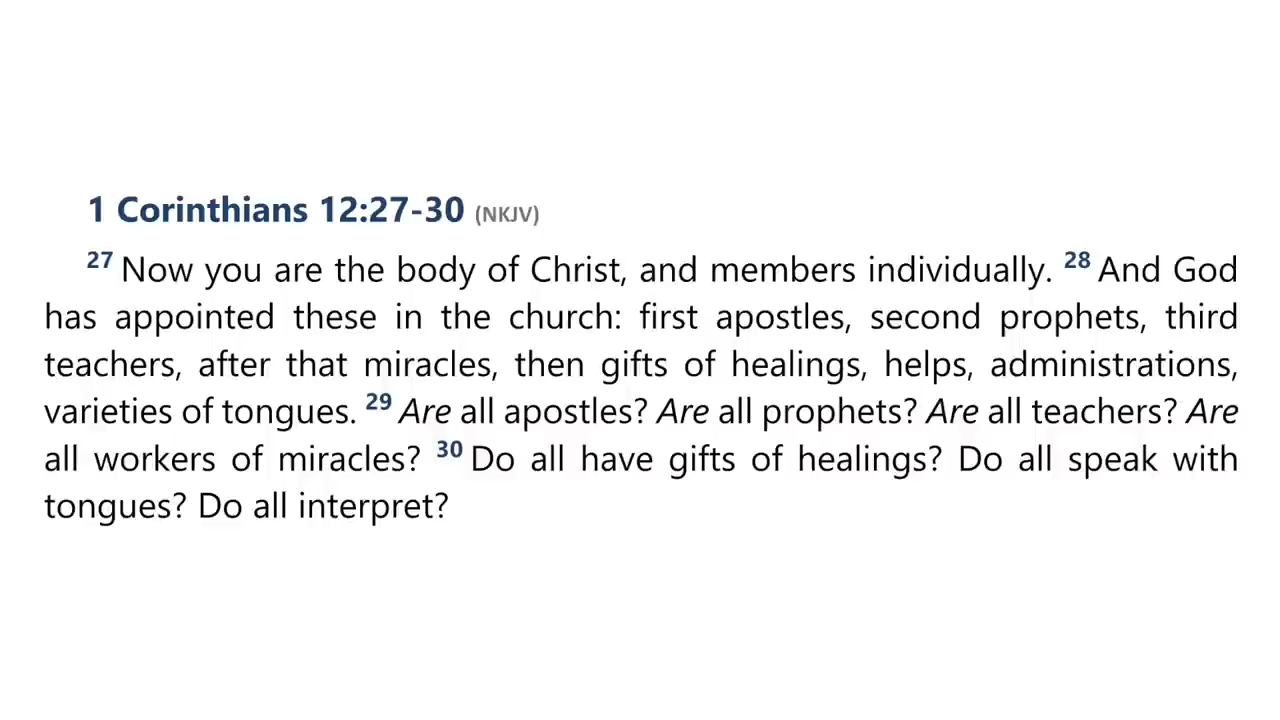 1 Corinthians 12:27-30 (NKJV)
27 Now you are the body of Christ, and members individually. 28 And God
has appointed these in the church: first apostles, second prophets, third
teachers, after that miracles, then gifts of healings, helps, administrations,
varieties of tongues. 29 Are all apostles? Are all prophets? Are all teachers? Are
all workers of miracles? 30 Do all have gifts of healings? Do all speak with
tongues? Do all interpret?